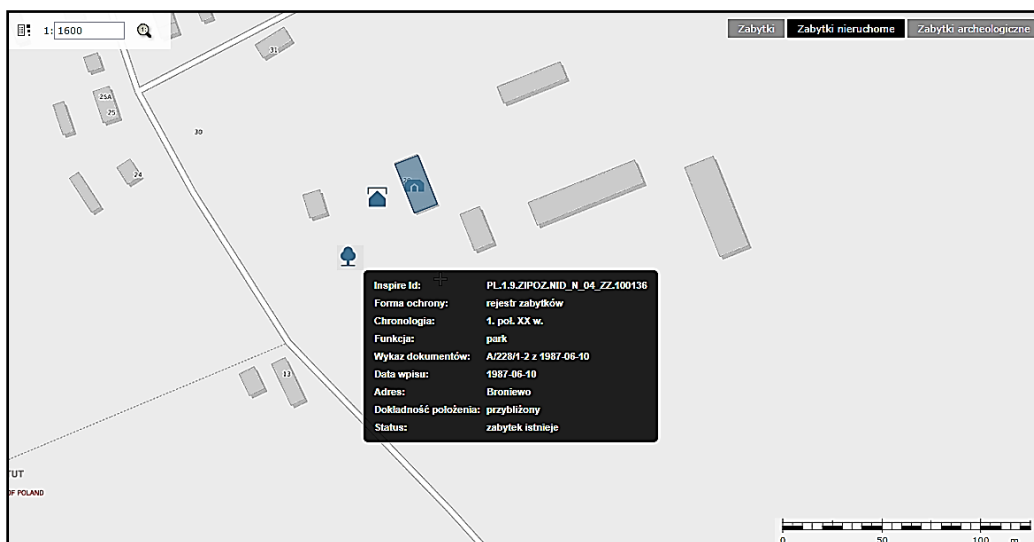 1: 1600
Zabytki Zabytki nieruchome Zabytki archeologiczne
31
25A
25
30
24
Inspire Id: PL.1.9.ZIPOZ.NID_N_04_ZZ.100136
Forma ochrony: rejestr zabytków
Chronologia: 1. poł. XX w.
Funkcja: park
Wykaz dokumentów: A/228/1-2 z 1987-06-10
Data wpisu: 1987-06-10
Adres: Broniewo
Dokładność położenia: przybliżony
Status: zabytek istnieje
13
TUT
OF POLAND
0 50 100 m